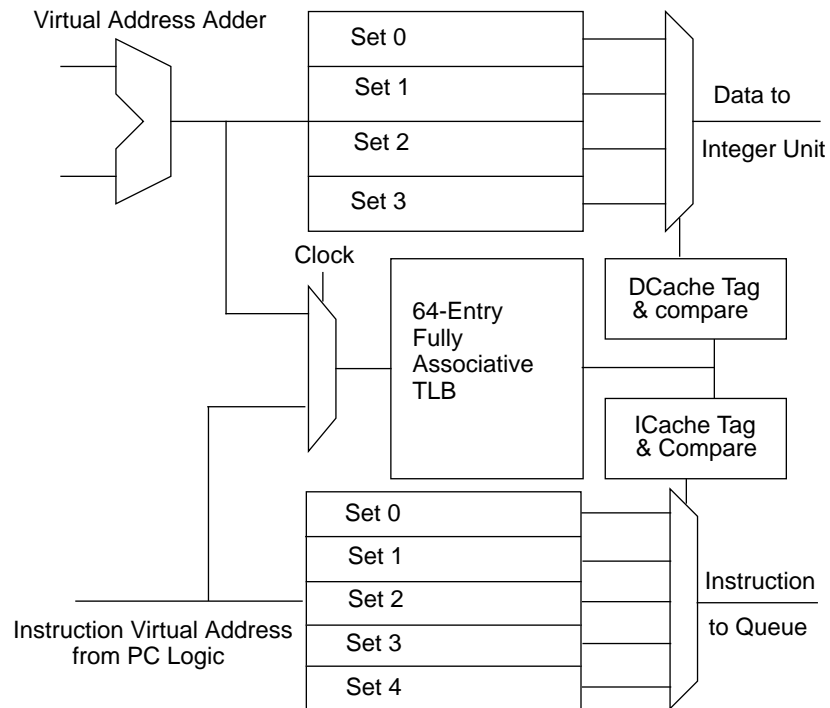 Virtual Address Adder
Set 0
Set 1
Set 2
Set 3
Data to
Integer Unit
Clock
64-Entry
Fully
Associative
TLB
DCache Tag
& compare
ICache Tag
& Compare
Set 0
Set 1
Set 2
Set 3
Set 4
Instruction
to Queue
Instruction Virtual Address
from PC Logic